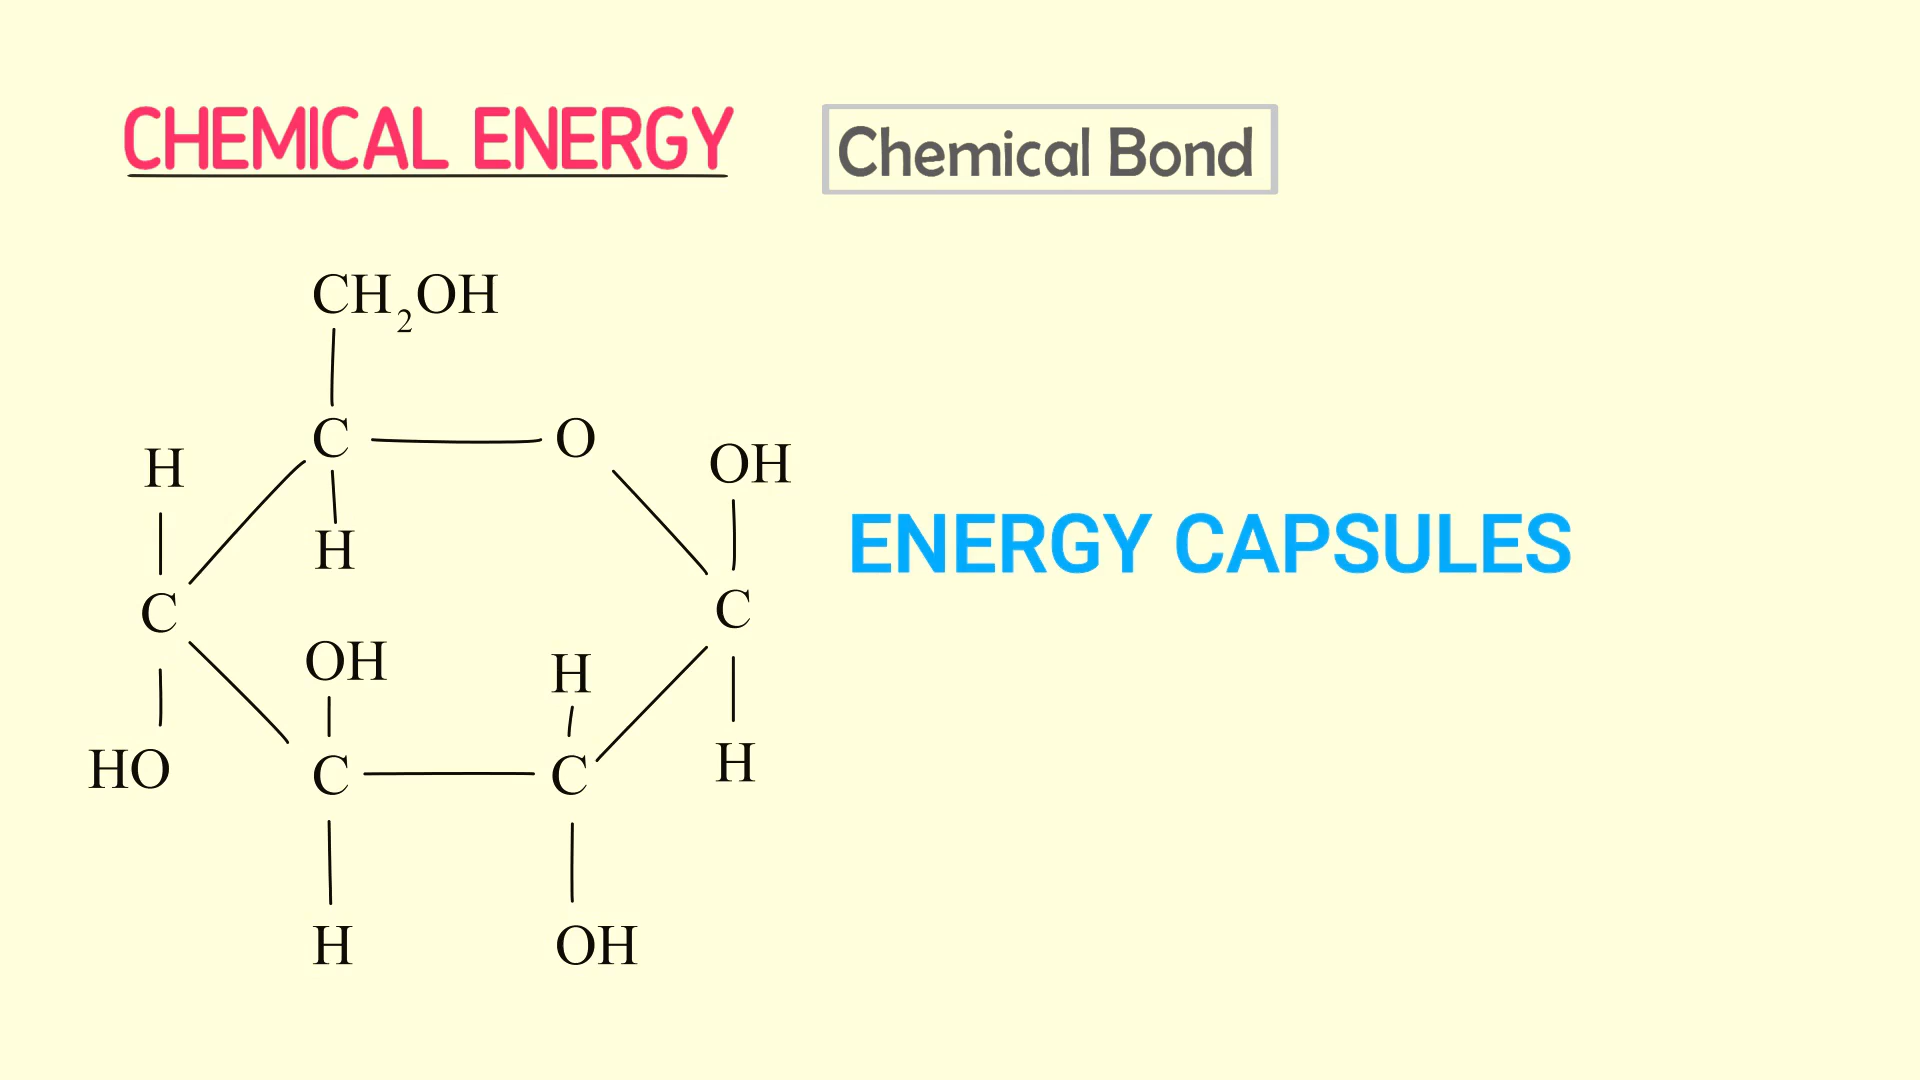 CHEMICAL ENERGY
Chemical Bond
CH₂OH
C O
H OH
H
C C
OH H
HO C C H
H OH
ENERGY CAPSULES